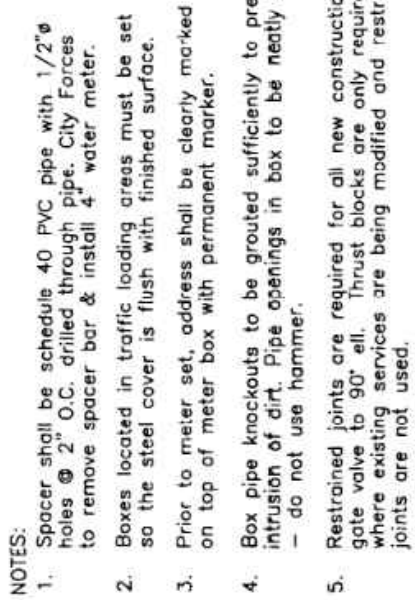 NOTES:
1. Spacer shall be schedule 40 PVC pipe with 1/2"ø
holes @ 2" O.C. drilled through pipe. City Forces
to remove spacer bar & install 4" water meter.
2. Boxes located in traffic loading areas must be set
so the steel cover is flush with finished surface.
3. Prior to meter set, address shall be clearly marked
on top of meter box with permanent marker.
4. Box pipe knockouts to be grouted sufficiently to pre
intrusion of dirt. Pipe openings in box to be neatly
- do not use hammer.
5. Restrained joints are required for all new constructio
gate valve to 90° ell. Thrust blocks are only require
where existing services are being modified and restr
joints are not used.